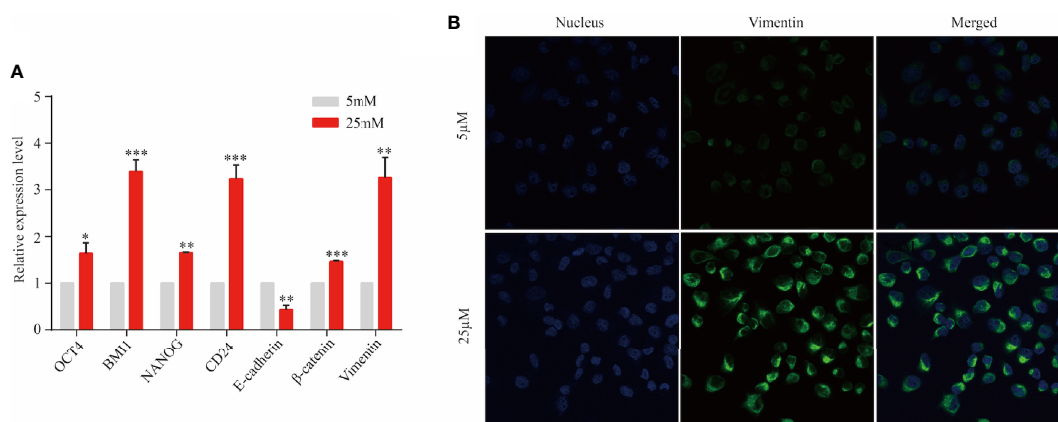 A
Relative expression level
5
4
3
2
1
0
5mM
25mM
*
***
**
***
**
***
**
OCT4
BMI1
NANOG
CD24
E-cadherin
β-catenin
Vimentin
B
Nucleus
Vimentin
Merged
5μM
25μM